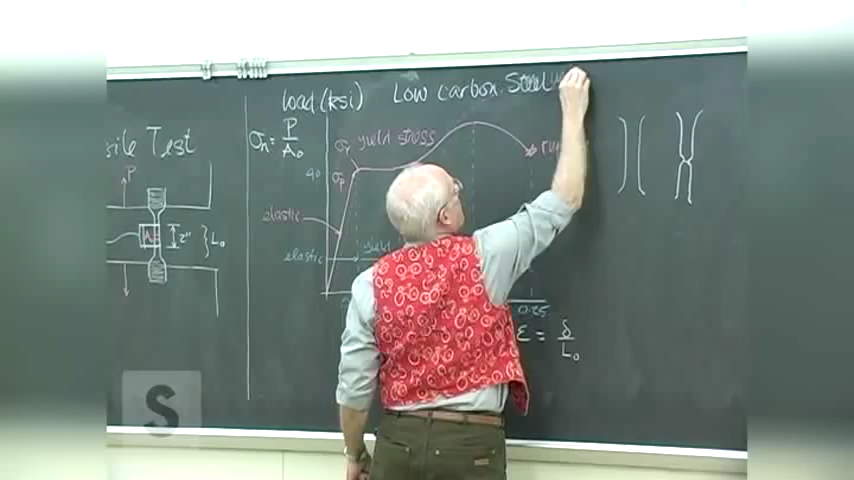 load (ksi) Low carbon Steel
sile Test
σn = P / A₀
σy yield stress
40 σp
P
elastic
A₀ 2" L₀
elastic yield
0.25
ε = δ / L₀
S